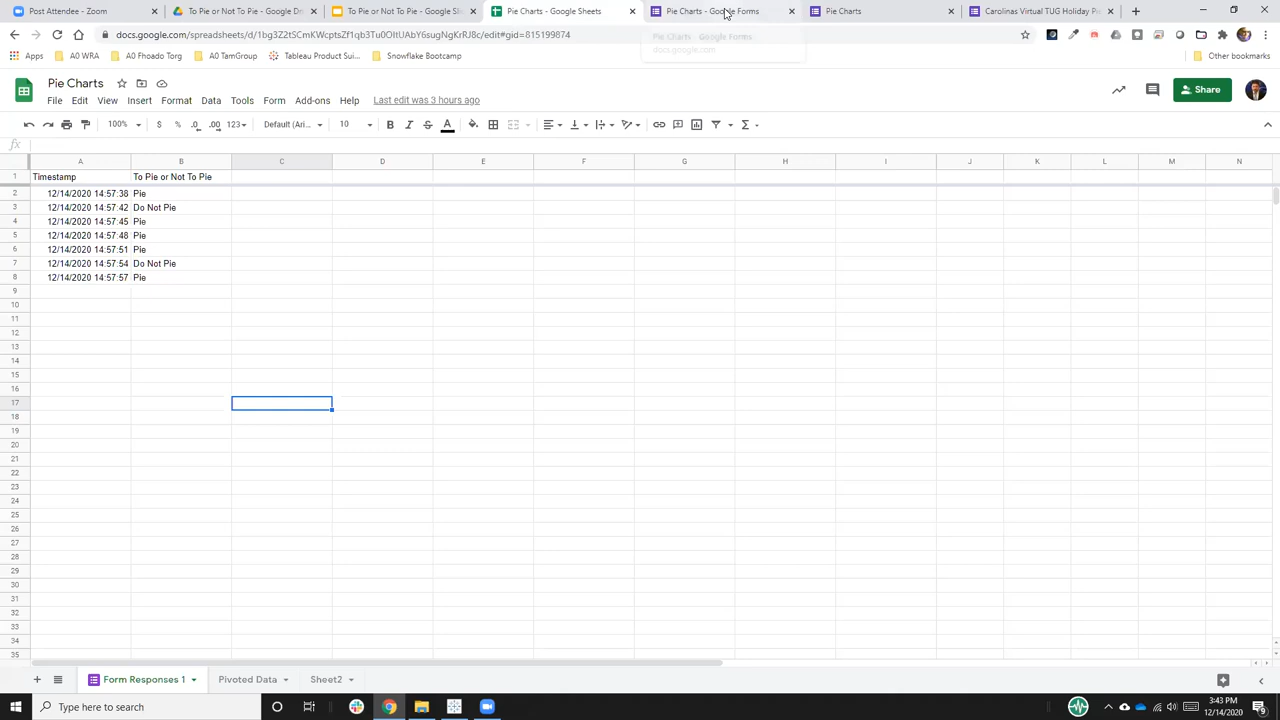 Post Attendee - Zoom
To Pie or Not To Pie - Google Dr
To Pie or Not To Pie - Google Sli
Pie Charts - Google Sheets
Pie Charts - Google Forms
Pie Charts
Carolinas Virtual TUG Holiday Pa
docs.google.com/spreadsheets/d/1bg3Z2tSCmWcptsZf1qb3Tu0OItUAbY6sugNgKrRJ8c/edit#gid=815199874
Pie Charts - Google Forms
docs.google.com
Apps
A0 WRA
A0 Fhoado Torg
A0 TamGroup
Tableau Product Sui...
Snowflake Bootcamp
Other bookmarks
Pie Charts
File Edit View Insert Format Data Tools Form Add-ons Help Last edit was 3 hours ago
Share
100% $ % .0 .00 123 Default (Ari... 10 B I S A
fx
A B C D E F G H I J K L M N
1 Timestamp To Pie or Not To Pie
2 12/14/2020 14:57:38 Pie
3 12/14/2020 14:57:42 Do Not Pie
4 12/14/2020 14:57:45 Pie
5 12/14/2020 14:57:48 Pie
6 12/14/2020 14:57:51 Pie
7 12/14/2020 14:57:54 Do Not Pie
8 12/14/2020 14:57:57 Pie
9
10
11
12
13
14
15
16
17
18
19
20
21
22
23
24
25
26
27
28
29
30
31
32
33
34
35
Form Responses 1
Pivoted Data
Sheet2
Type here to search
3:43 PM
12/14/2020